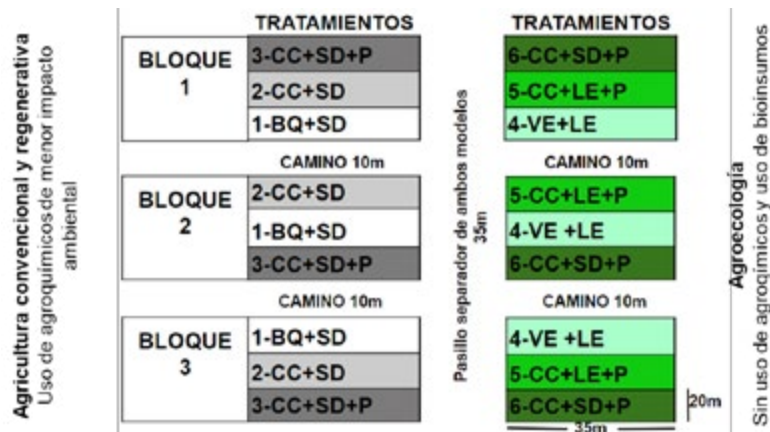 Agricultura convencional y regenerativa
Uso de agroquímicos de menor impacto
ambiental
TRATAMIENTOS
BLOQUE
1
3-CC+SD+P
2-CC+SD
1-BQ+SD
CAMINO 10m
BLOQUE
2
2-CC+SD
1-BQ+SD
3-CC+SD+P
CAMINO 10m
BLOQUE
3
1-BQ+SD
2-CC+SD
3-CC+SD+P
Pasillo separador de ambos modelos
35m
TRATAMIENTOS
6-CC+SD+P
5-CC+LE+P
4-VE+LE
CAMINO 10m
5-CC+LE+P
4-VE +LE
6-CC+SD+P
CAMINO 10m
4-VE +LE
5-CC+LE+P
6-CC+SD+P
20m
35m
Agroecología
Sin uso de agroqímicos y uso de bioinsumos